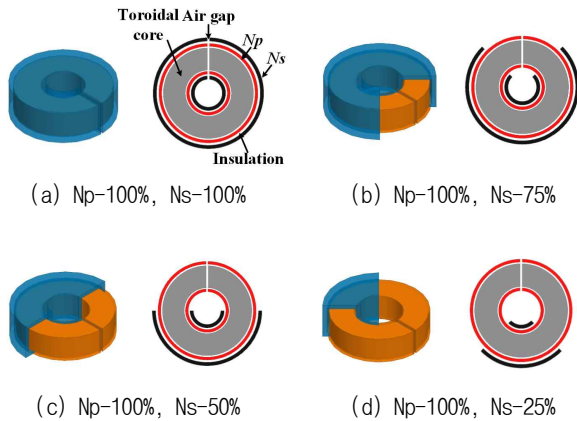 Toroidal Air gap
core
Np
Ns
Insulation
(a) Np-100%, Ns-100%
(b) Np-100%, Ns-75%
(c) Np-100%, Ns-50%
(d) Np-100%, Ns-25%